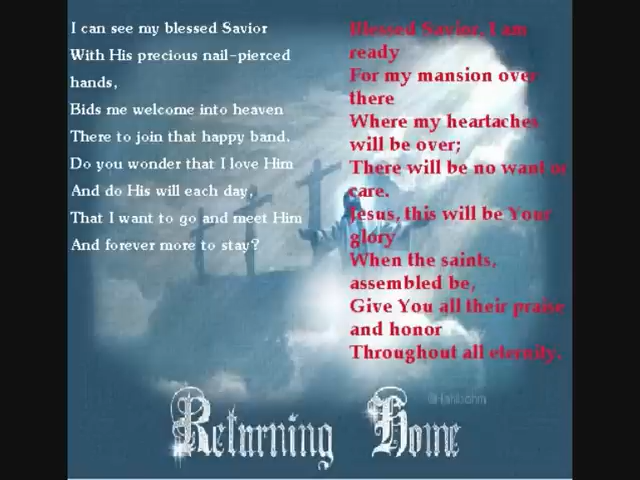 I can see my blessed Savior
With His precious nail-pierced
hands,
Bids me welcome into heaven
There to join that happy band.
Do you wonder that I love Him
And do His will each day,
That I want to go and meet Him
And forever more to stay?
Blessed Savior, I am
ready
For my mansion over
there
Where my heartaches
will be over;
There will be no want or
care.
Jesus, this will be Your
glory
When the saints,
assembled be,
Give You all their praise
and honor
Throughout all eternity.
Returning Home